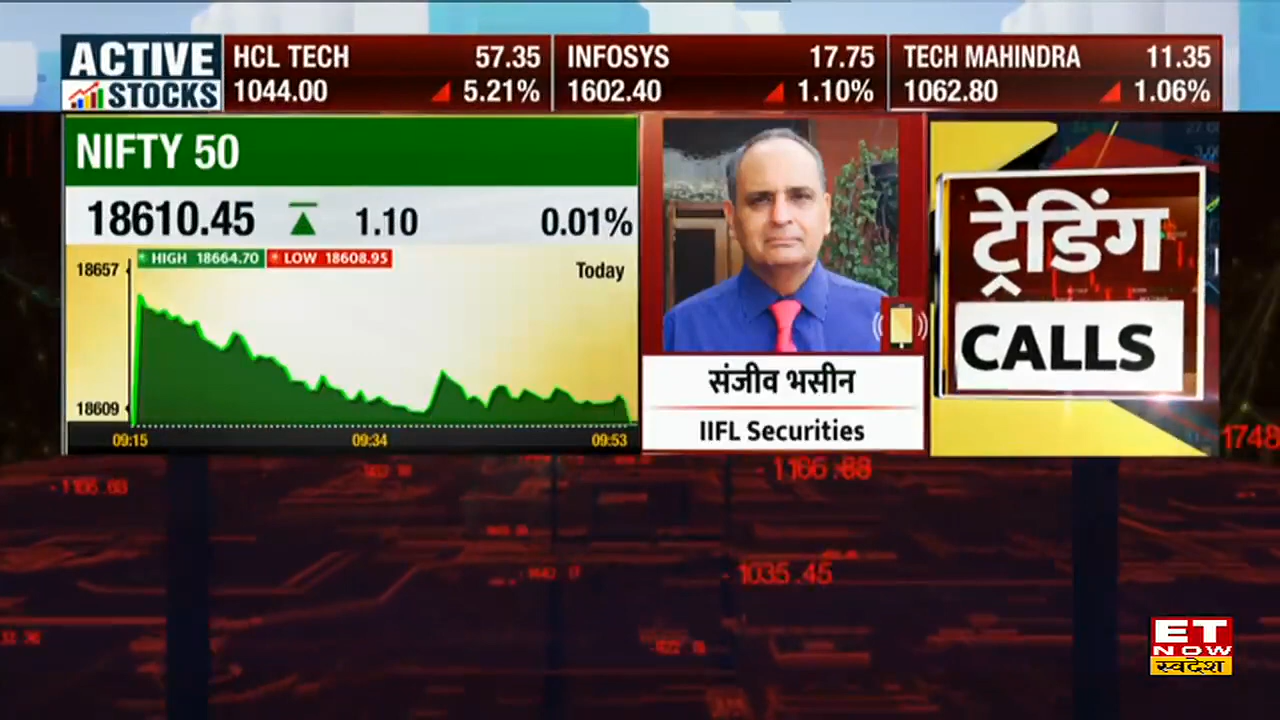 ACTIVE
STOCKS
HCL TECH 57.35
1044.00 5.21%
INFOSYS 17.75
1602.40 1.10%
TECH MAHINDRA 11.35
1062.80 1.06%
NIFTY 50
18610.45 1.10 0.01%
HIGH 18664.70 LOW 18608.95
Today
18657
18609
09:15 09:34 09:53
संजीव भसीन
IIFL Securities
ट्रेडिंग
CALLS
1748
-1166.68
-1035.45
ET
NOW
स्वदेश